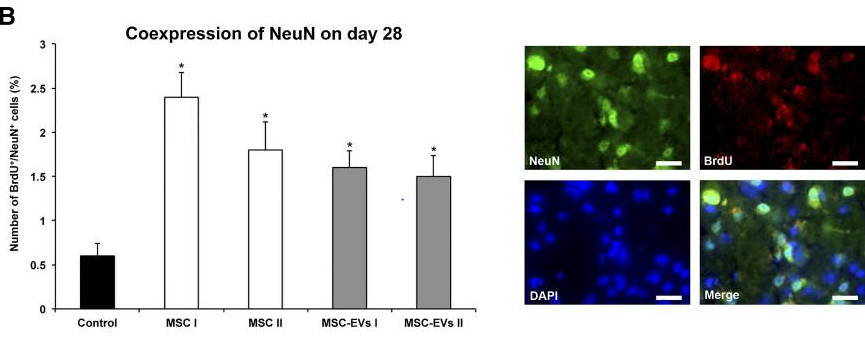 B
Coexpression of NeuN on day 28
Number of BrdU⁺/NeuN⁺ cells (%)
3
2.5
2
1.5
1
0.5
0
*
*
*
*
Control
MSC I
MSC II
MSC-EVs I
MSC-EVs II
NeuN
BrdU
DAPI
Merge